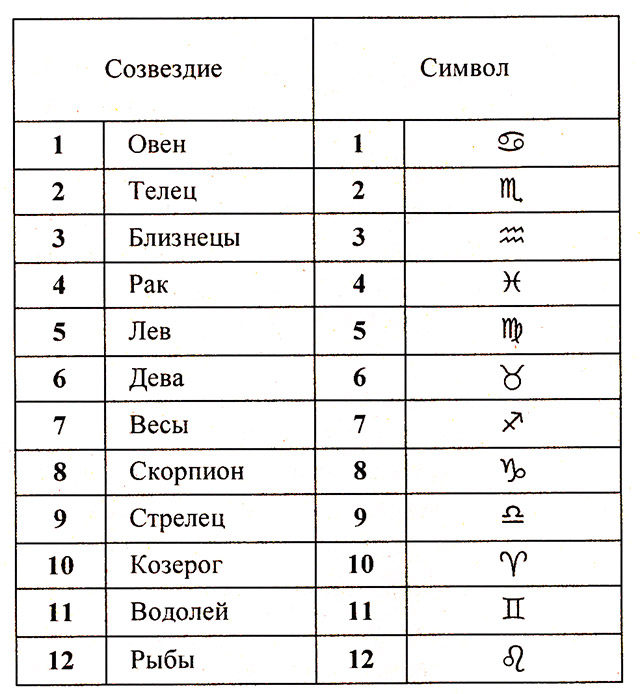 Созвездие Символ
1 Овен 1 ♋
2 Телец 2 ♏
3 Близнецы 3 ♒
4 Рак 4 ♓
5 Лев 5 ♍
6 Дева 6 ♉
7 Весы 7 ♐
8 Скорпион 8 ♑
9 Стрелец 9 ♎
10 Козерог 10 ♈
11 Водолей 11 ♊
12 Рыбы 12 ♌